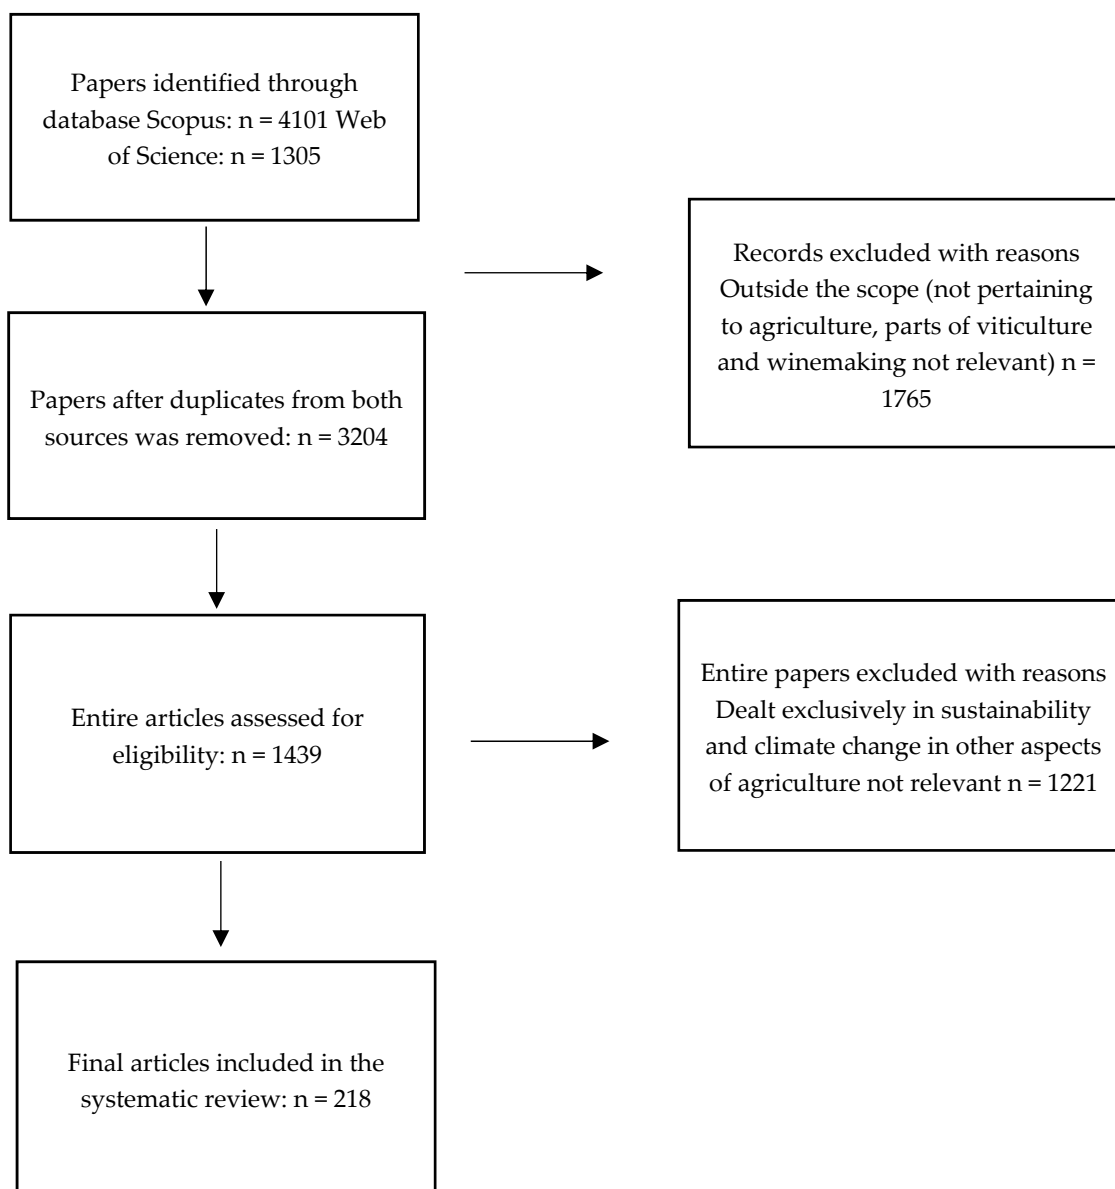 Papers identified through
database Scopus: n = 4101 Web
of Science: n = 1305
Records excluded with reasons
Outside the scope (not pertaining
to agriculture, parts of viticulture
and winemaking not relevant) n =
1765
Papers after duplicates from both
sources was removed: n = 3204
Entire articles assessed for
eligibility: n = 1439
Entire papers excluded with reasons
Dealt exclusively in sustainability
and climate change in other aspects
of agriculture not relevant n = 1221
Final articles included in the
systematic review: n = 218